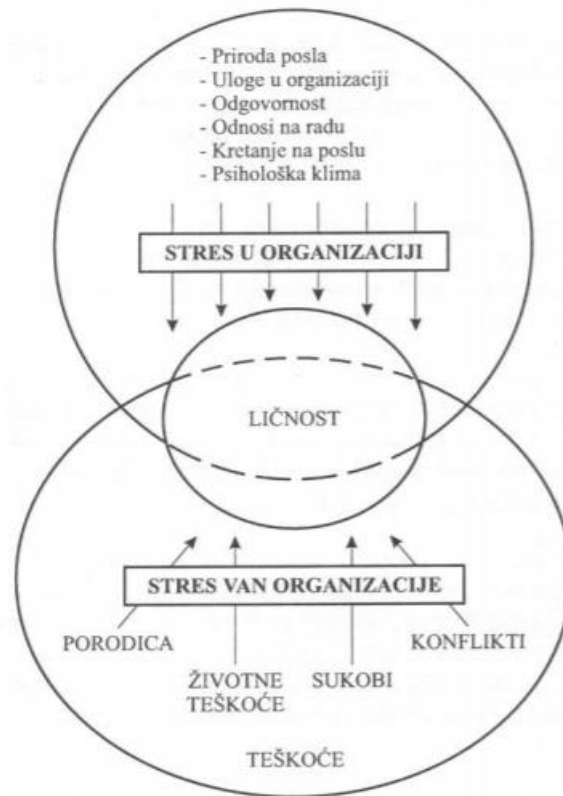 - Priroda posla
- Uloge u organizaciji
- Odgovornost
- Odnosi na radu
- Kretanje na poslu
- Psihološka klima
STRES U ORGANIZACIJI
LIČNOST
STRES VAN ORGANIZACIJE
PORODICA
KONFLIKTI
ŽIVOTNE
TEŠKOĆE
SUKOBI
TEŠKOĆE